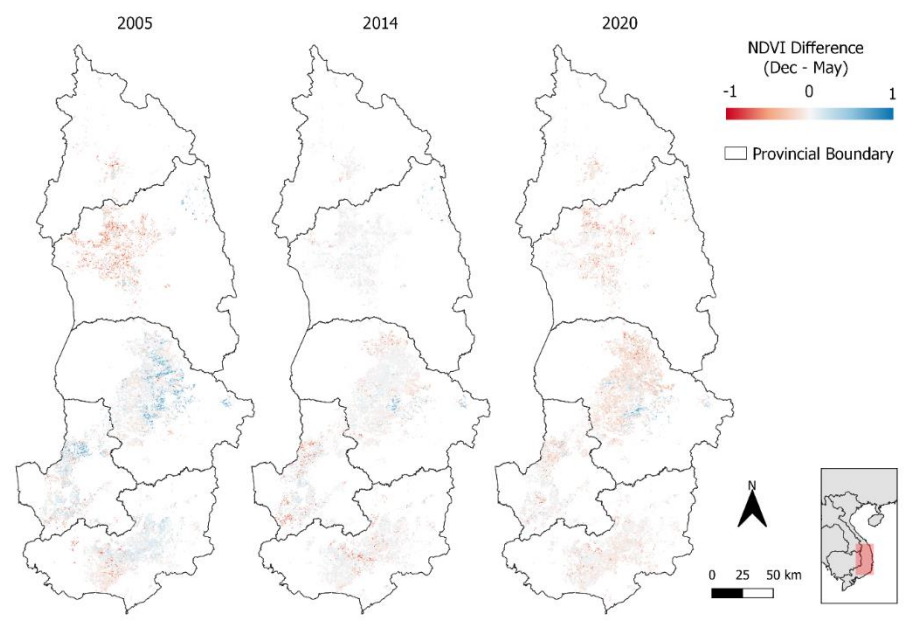 2005
2014
2020
NDVI Difference
(Dec - May)
-1 0 1
Provincial Boundary
N
0 25 50 km